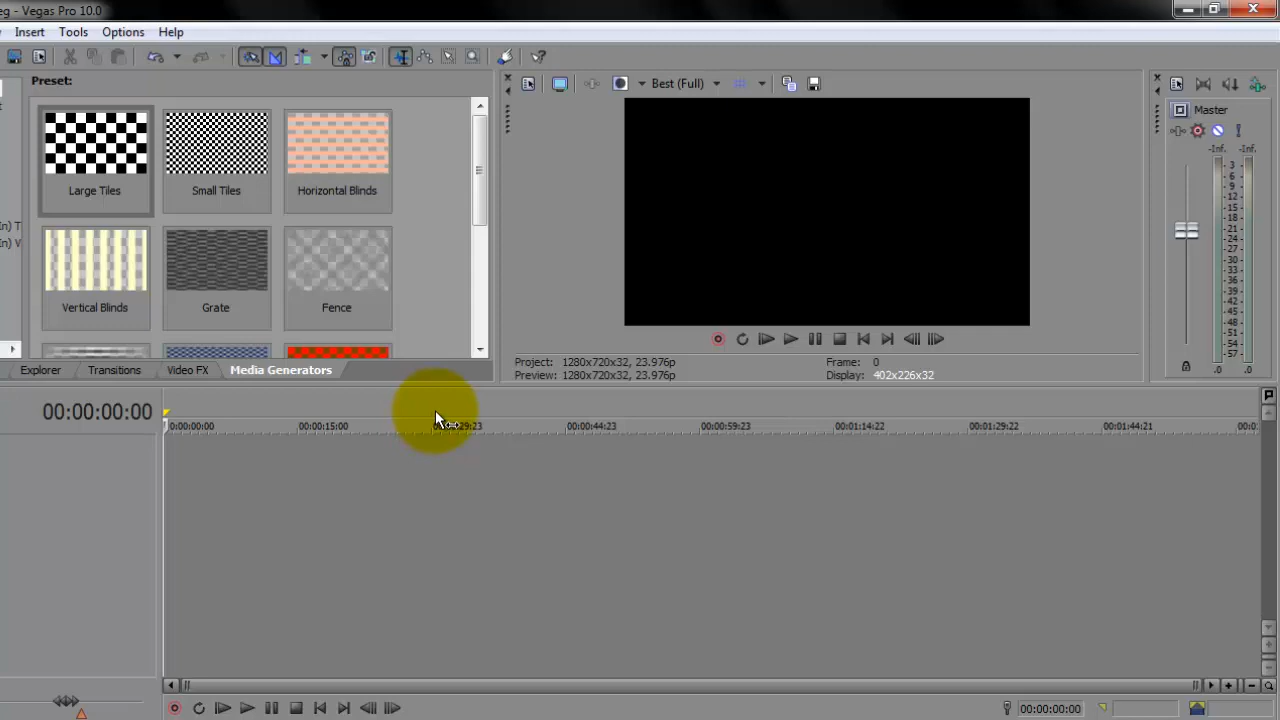 eg - Vegas Pro 10.0
Insert Tools Options Help
Preset:
Best (Full)
Master
Large Tiles Small Tiles Horizontal Blinds
-Inf. -Inf.
3
6
9
12
15
18
21
24
27
30
33
36
39
42
45
48
51
54
57
.0 .0
In) T
In) V
Vertical Blinds Grate Fence
Project: 1280x720x32, 23.976p Frame: 0
Preview: 1280x720x32, 23.976p Display: 402x226x32
Explorer Transitions Video FX Media Generators
00:00:00:00
0:00:00:00 00:00:15:00 00:00:29:23 00:00:44:23 00:00:59:23 00:01:14:22 00:01:29:22 00:01:44:21 00:0
00:00:00:00